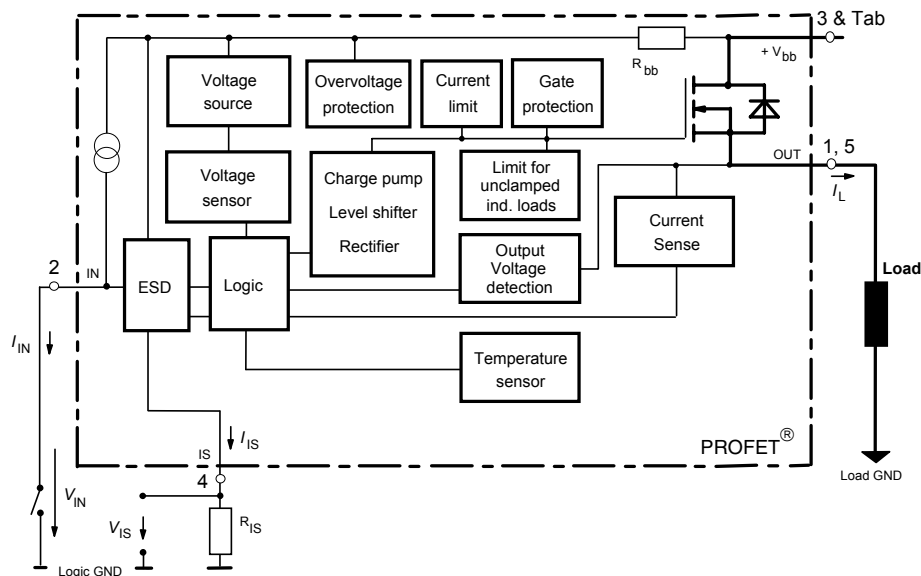 3 & Tab
+ V bb
R bb
Voltage
source
Overvoltage
protection
Current
limit
Gate
protection
OUT
1, 5
I L
Voltage
sensor
Charge pump
Level shifter
Rectifier
Limit for
unclamped
ind. loads
Current
Sense
2
IN
ESD
Logic
Output
Voltage
detection
Load
I IN
Temperature
sensor
I IS
PROFET ®
IS
4
Load GND
V IN
V IS
R IS
Logic GND